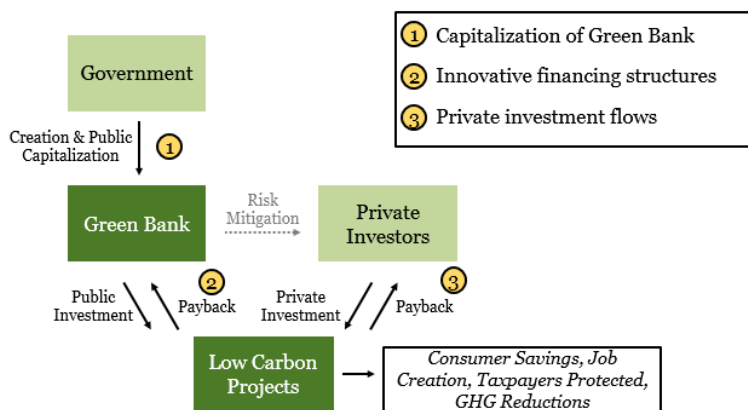 Government
1 Capitalization of Green Bank
2 Innovative financing structures
3 Private investment flows
Creation & Public
Capitalization
1
Green Bank
Risk
Mitigation
Private
Investors
Public
Investment
2
Payback
Private
Investment
3
Payback
Low Carbon
Projects
Consumer Savings, Job
Creation, Taxpayers Protected,
GHG Reductions